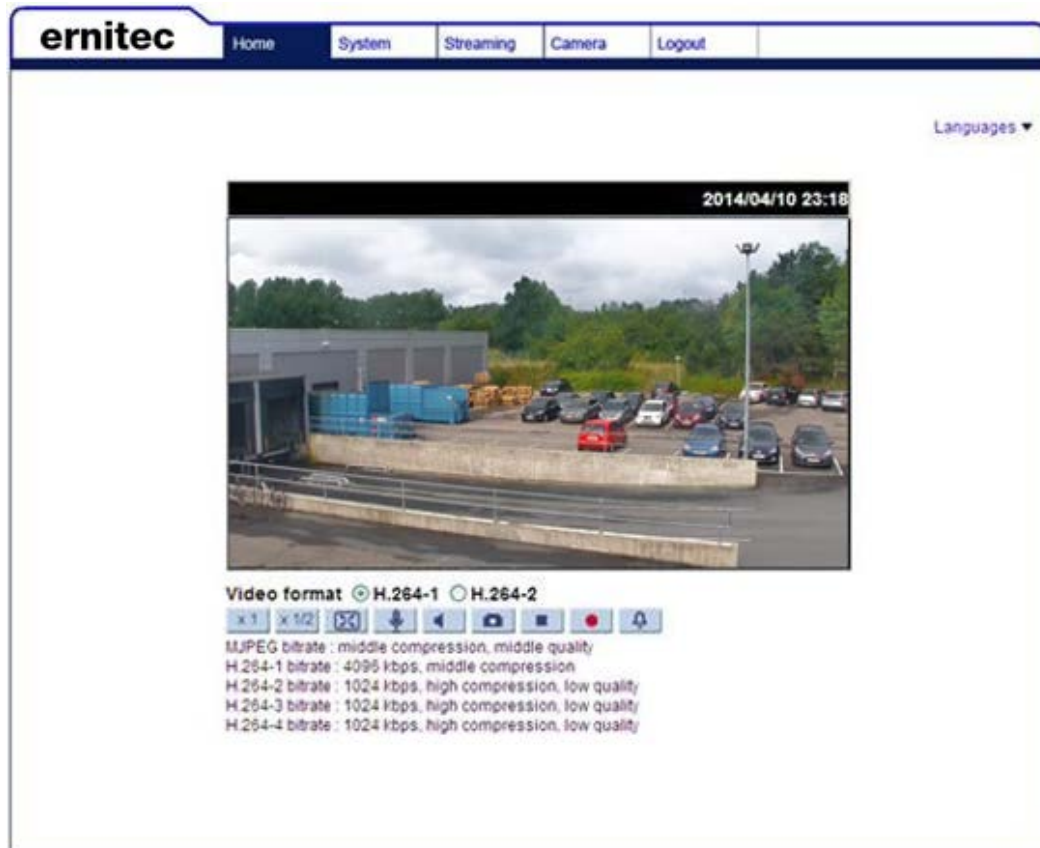 ernitec
Home System Streaming Camera Logout
Languages
2014/04/10 23:18
Video format H.264-1 H.264-2
x 1 x 1/2
MJPEG bitrate : middle compression, middle quality
H.264-1 bitrate : 4096 kbps, middle compression
H.264-2 bitrate : 1024 kbps, high compression, low quality
H.264-3 bitrate : 1024 kbps, high compression, low quality
H.264-4 bitrate : 1024 kbps, high compression, low quality